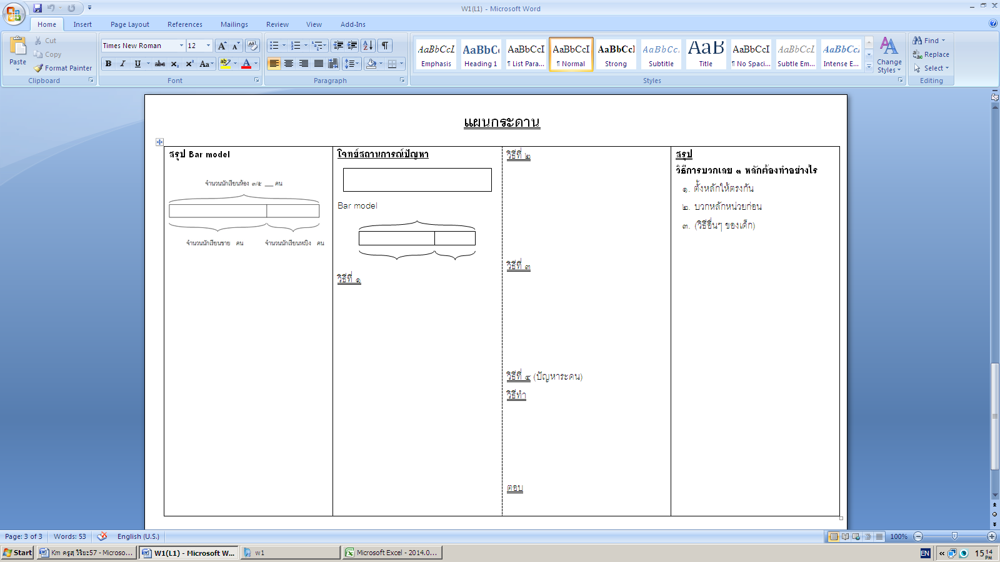 W1(L1) - Microsoft Word
Home Insert Page Layout References Mailings Review View Add-Ins
Paste
Cut
Copy
Format Painter
Clipboard
Times New Roman 12
Font
Paragraph
AaBbCcI AaBbCc AaBbCcI AaBbCcI AaBbCcI AaBbCc. AaB AaBbCcI AaBbCcI AaBbCcI
Emphasis Heading 1 ¶ List Para... ¶ Normal Strong Subtitle Title ¶ No Spaci... Subtle Em... Intense E...
Change Styles
Styles
Find
Replace
Select
Editing
แผนกระดาน
สรุป Bar model
จำนวนนักเรียนห้อง ๓/๕ ___ คน
จำนวนนักเรียนชาย คน จำนวนนักเรียนหญิง คน
โจทย์สถานการณ์ปัญหา
Bar model
วิธีที่ ๑
วิธีที่ ๒
วิธีที่ ๓
วิธีที่ ๔ (ปัญหาระคน)
วิธีทำ
ตอบ
สรุป
วิธีการบวกเลข ๓ หลักต้องทำอย่างไร
๑. ตั้งหลักให้ตรงกัน
๒. บวกหลักหน่วยก่อน
๓. (วิธีอื่นๆ ของเด็ก)
Page: 3 of 3 Words: 53 English (U.S.) 100%
Start Km ครูสุ วิริยะ57 - Microso... W1(L1) - Microsoft W... w1 Microsoft Excel - 2014.0... EN 15 14 PM